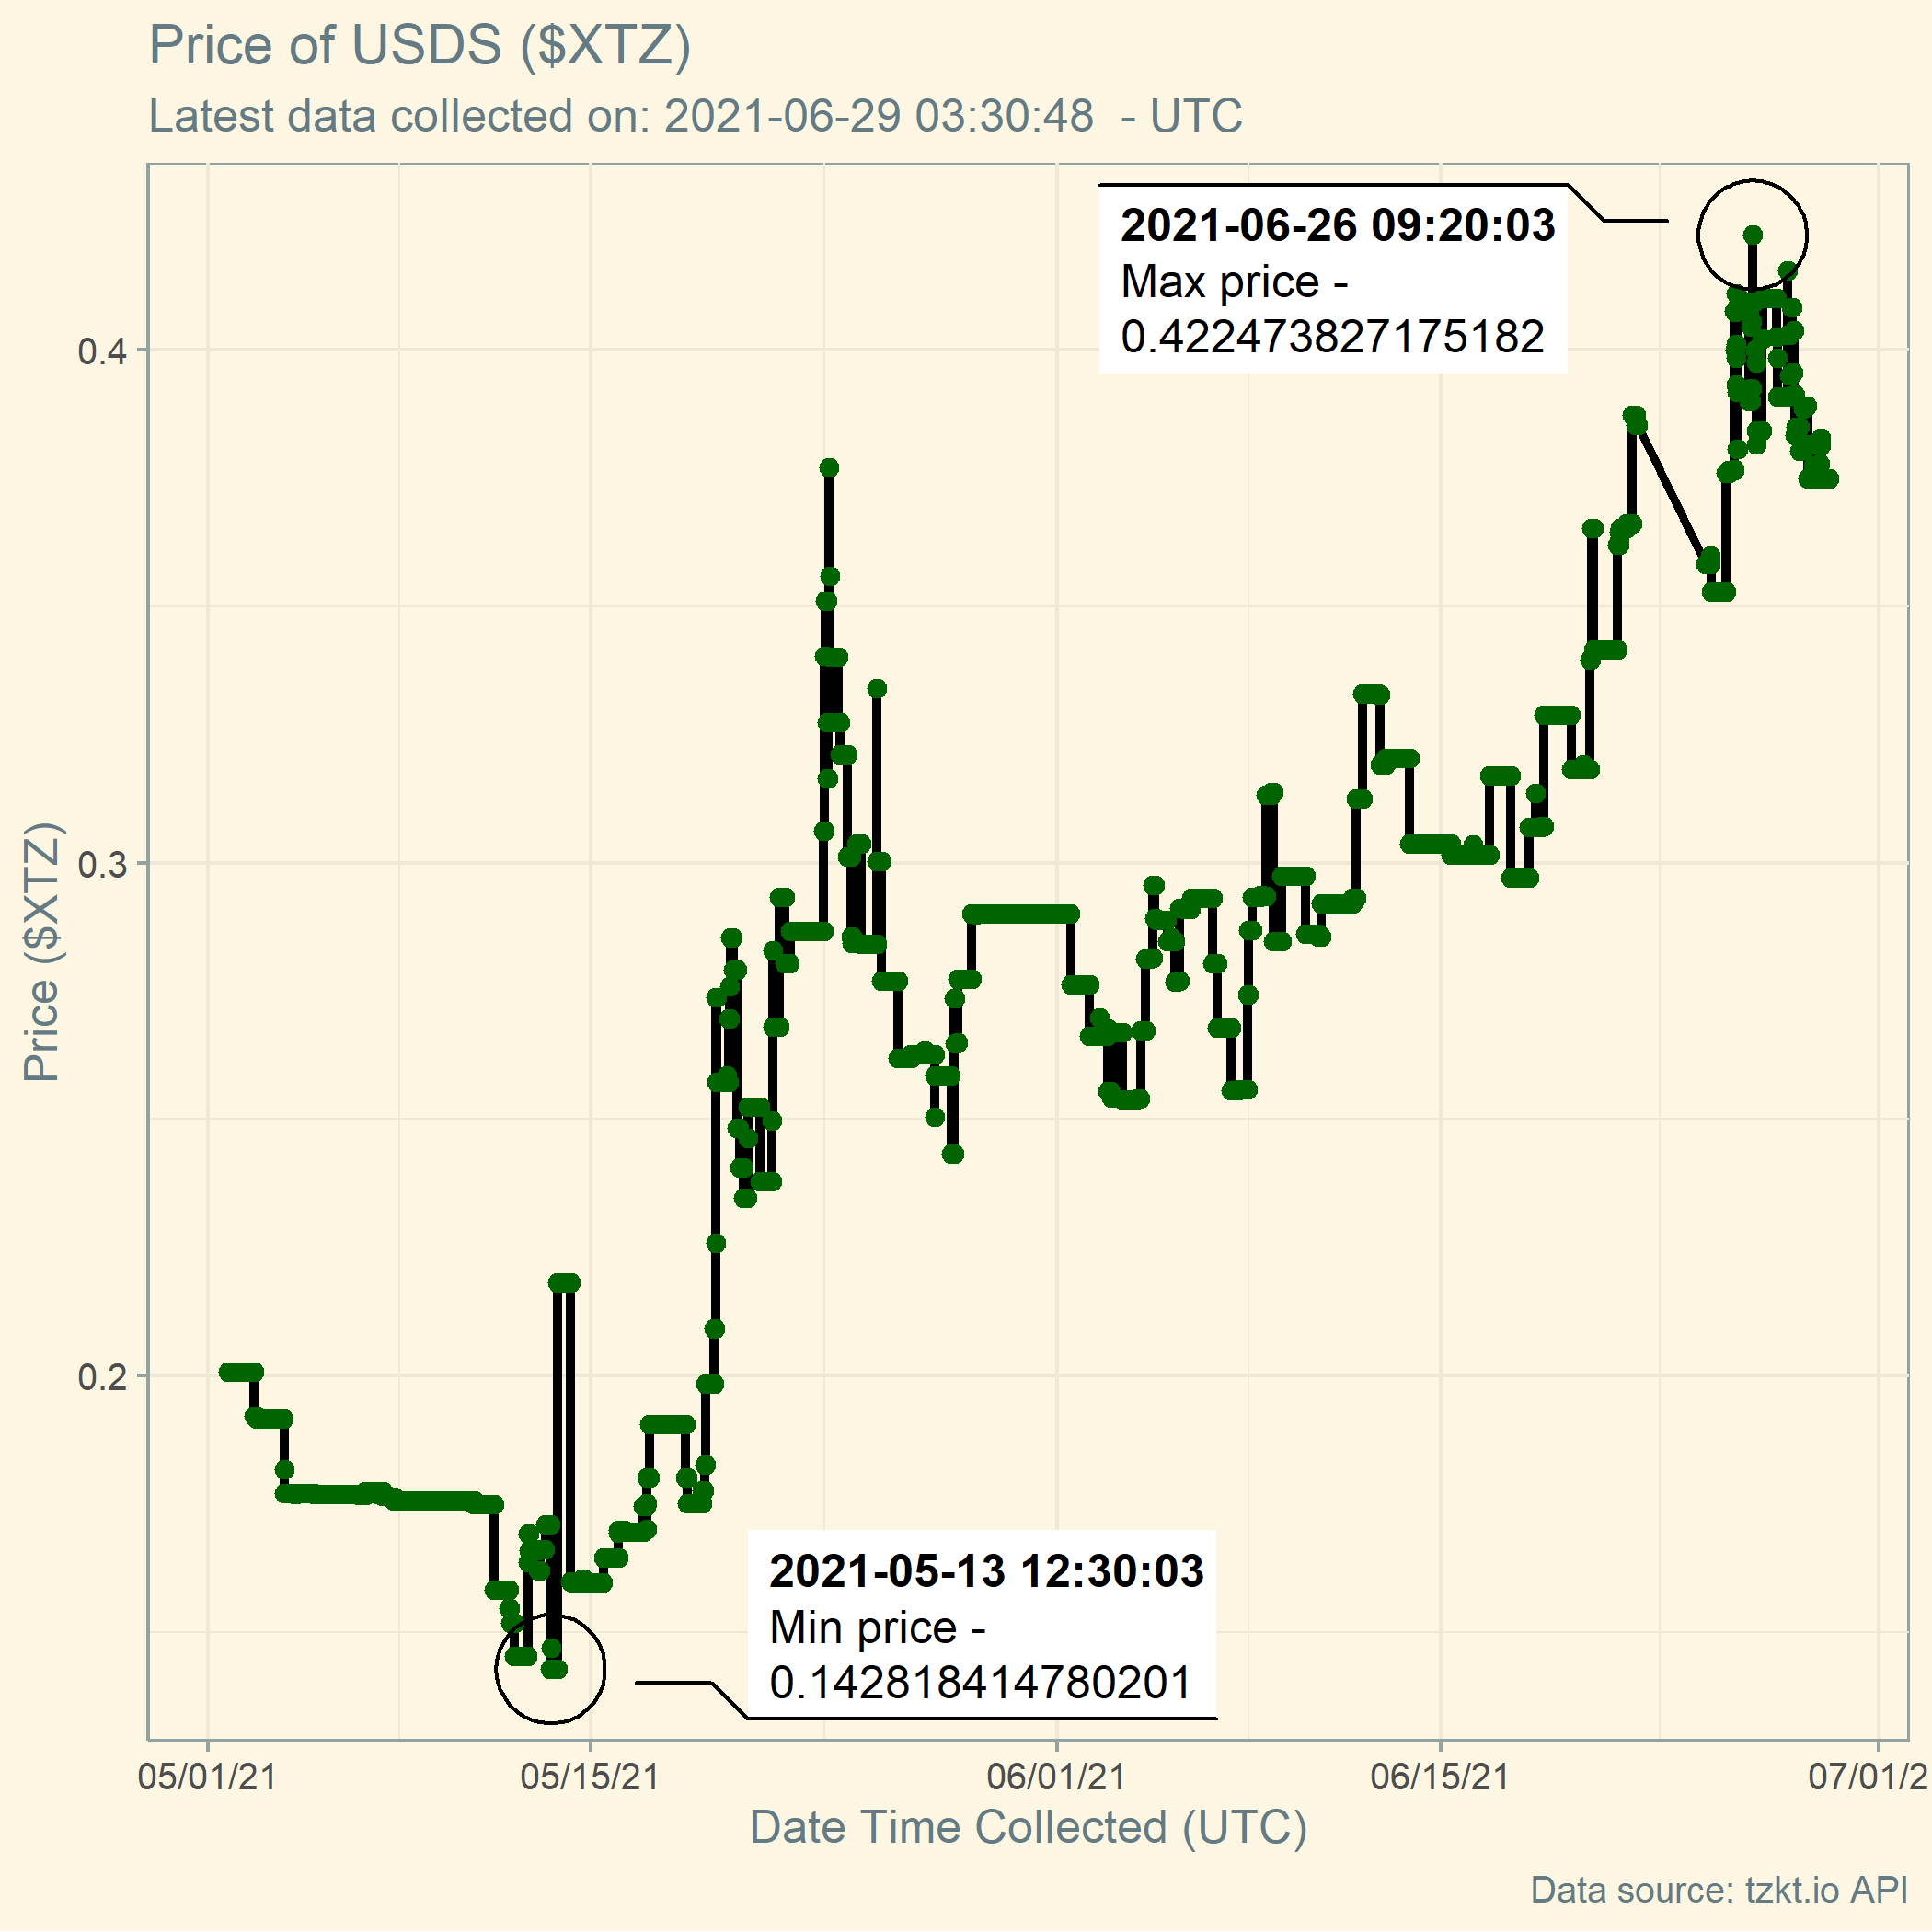 Price of USDS ($XTZ)
Latest data collected on: 2021-06-29 03:30:48  - UTC
2021-06-26 09:20:03
Max price -
0.422473827175182
0.4
0.3
0.2
Price ($XTZ)
2021-05-13 12:30:03
Min price -
0.142818414780201
05/01/21
05/15/21
06/01/21
06/15/21
07/01/2
Date Time Collected (UTC)
Data source: tzkt.io API